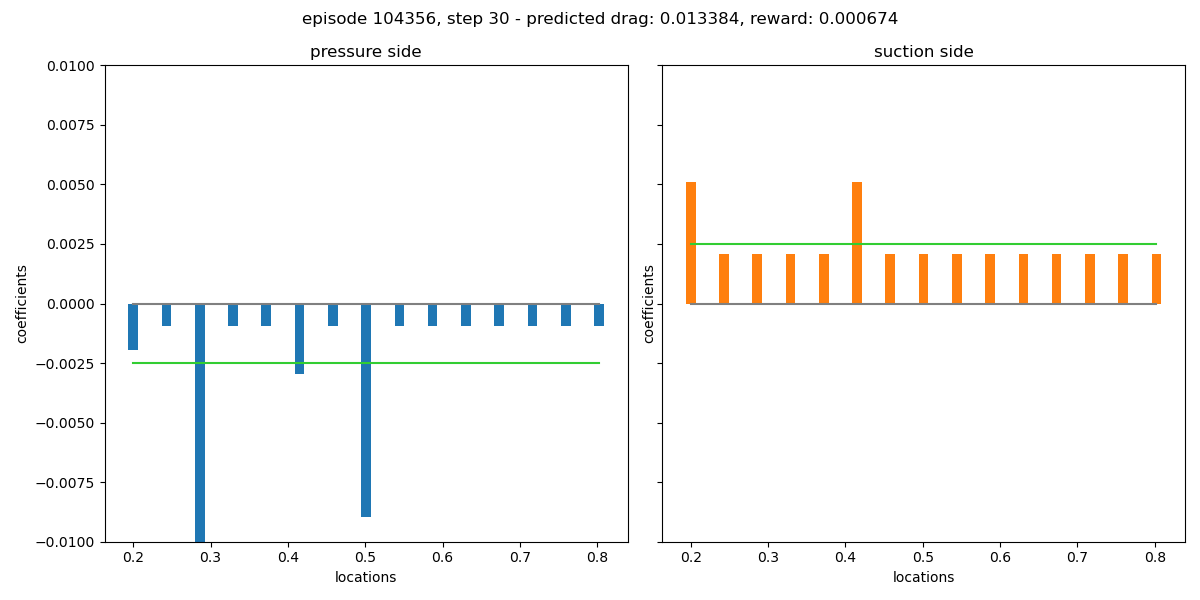 episode 104356, step 30 - predicted drag: 0.013384, reward: 0.000674
pressure side
suction side
0.0100
0.0075
0.0050
0.0025
0.0000
−0.0025
−0.0050
−0.0075
−0.0100
coefficients
coefficients
0.2 0.3 0.4 0.5 0.6 0.7 0.8
0.2 0.3 0.4 0.5 0.6 0.7 0.8
locations
locations